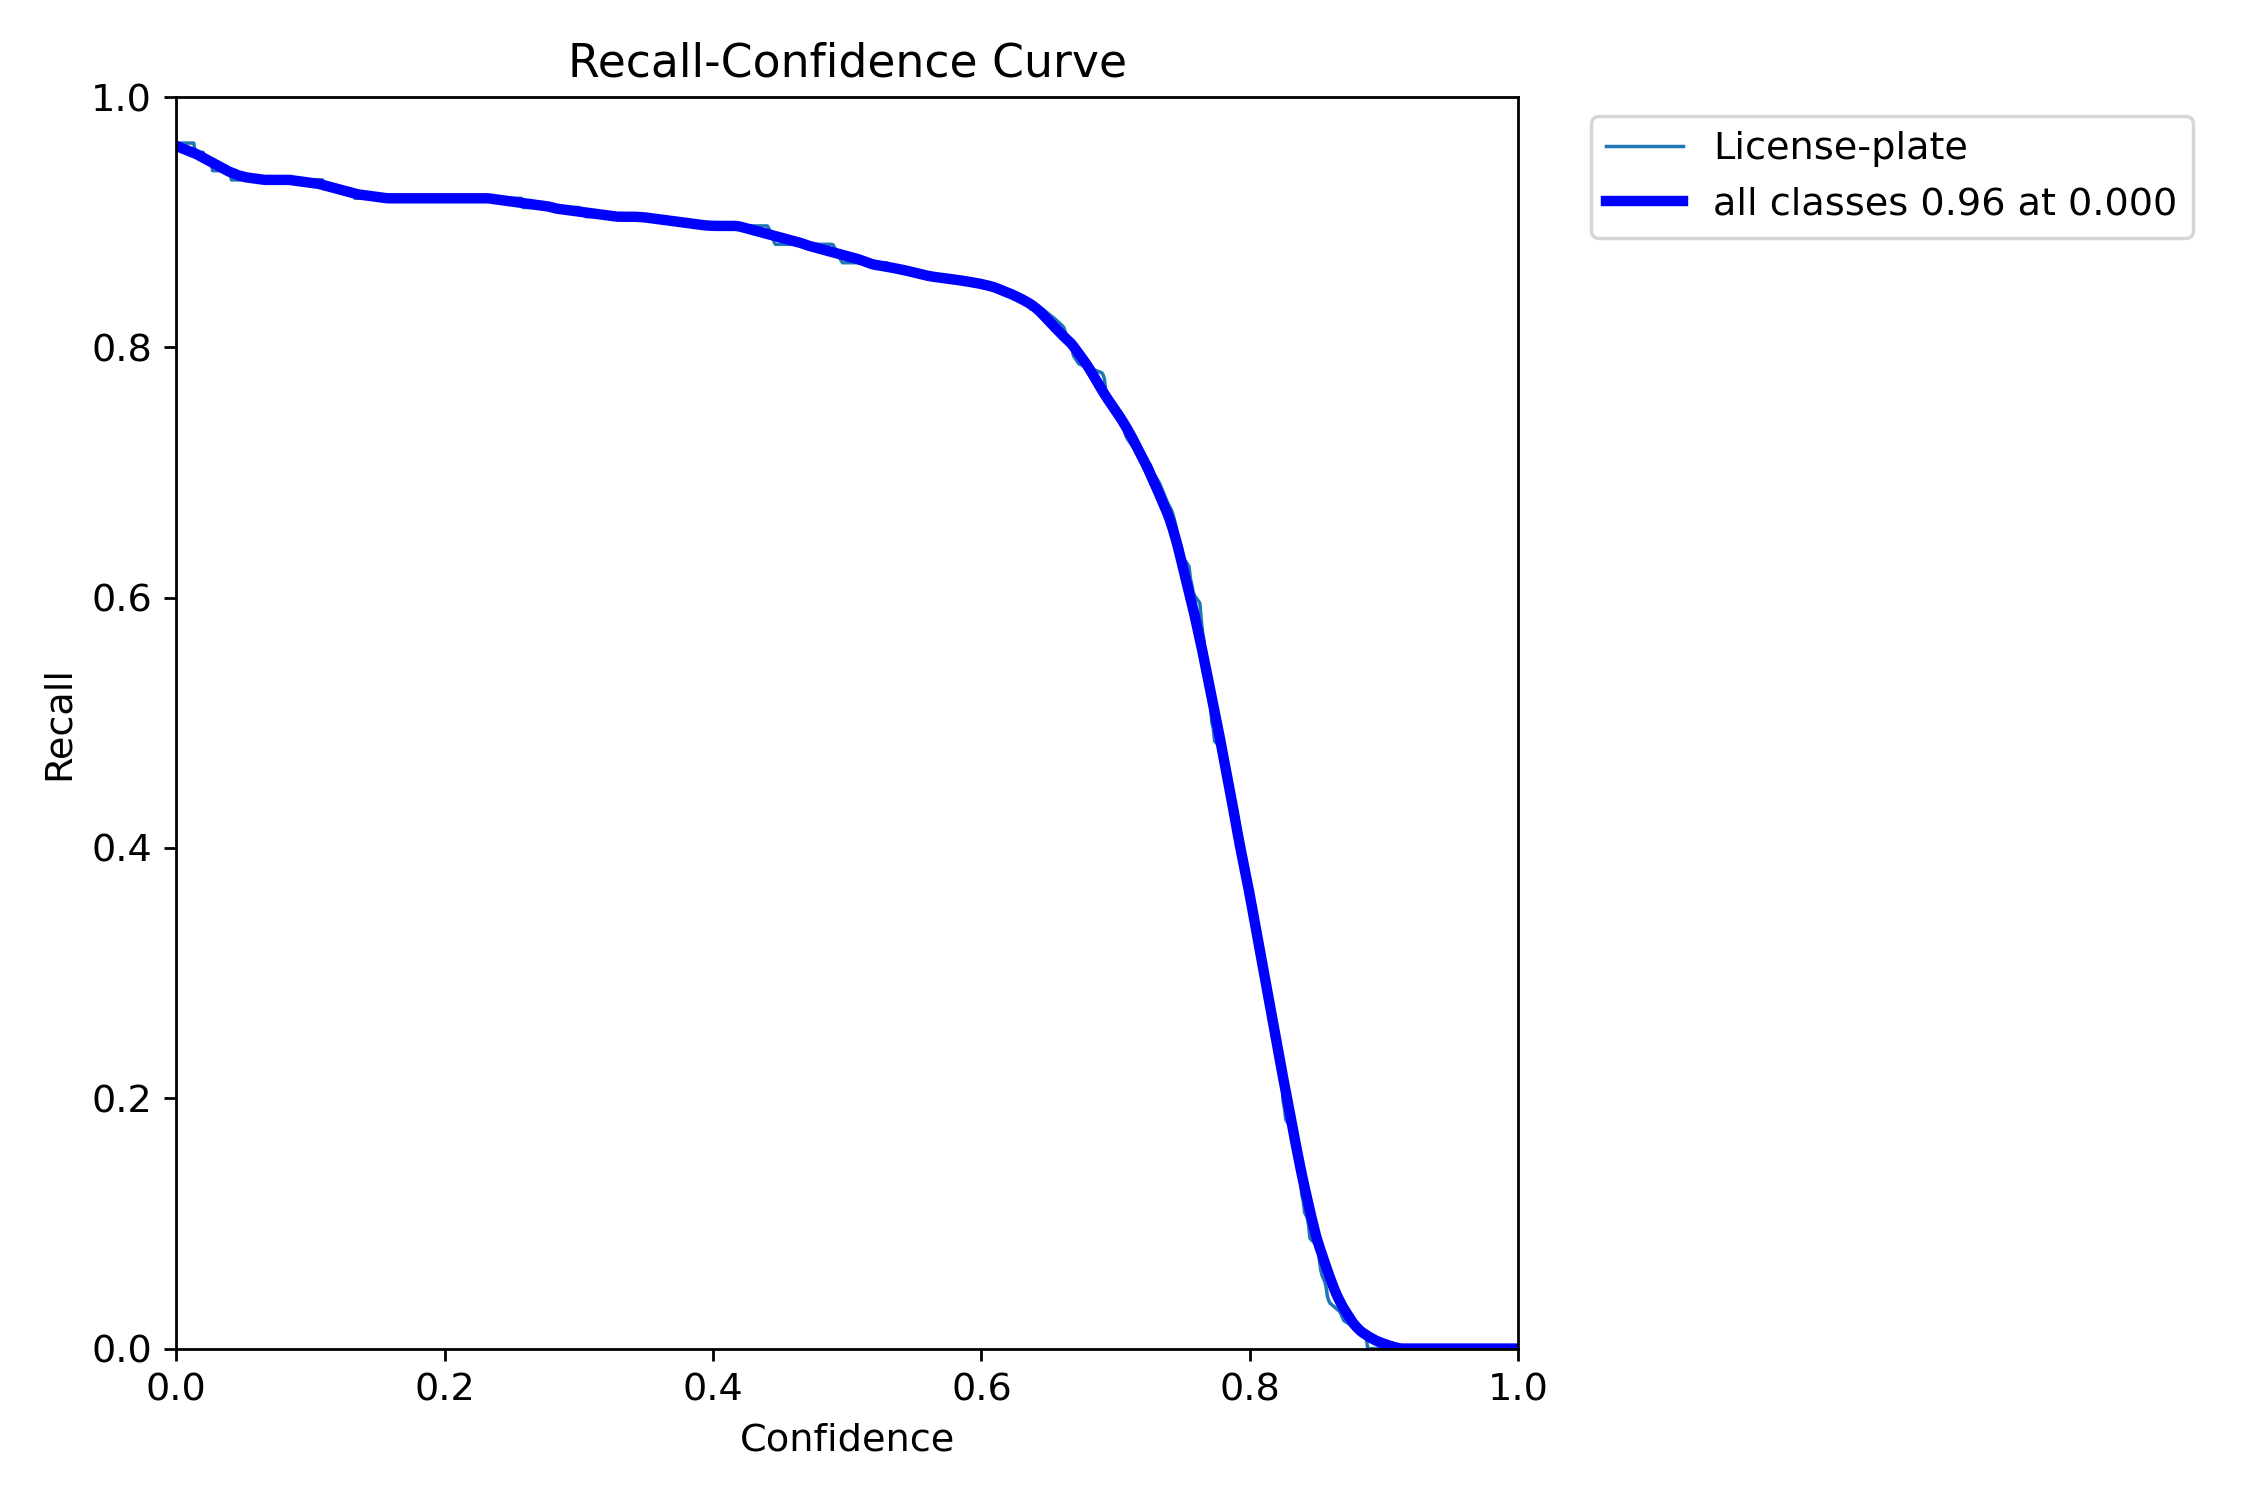 Recall-Confidence Curve
1.0
0.8
0.6
0.4
0.2
0.0
Recall
0.0 0.2 0.4 0.6 0.8 1.0
Confidence
License-plate
all classes 0.96 at 0.000